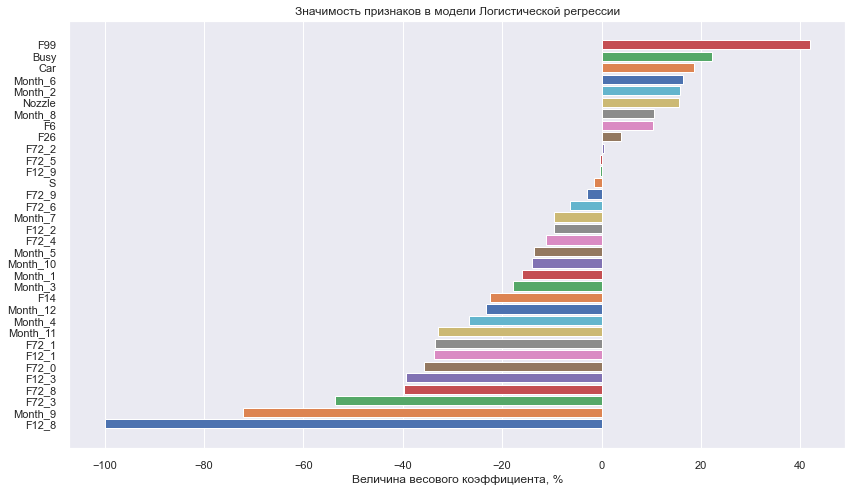 Значимость признаков в модели Логистической регрессии
F99
Busy
Car
Month_6
Month_2
Nozzle
Month_8
F6
F26
F72_2
F72_5
F12_9
S
F72_9
F72_6
Month_7
F12_2
F72_4
Month_5
Month_10
Month_1
Month_3
F14
Month_12
Month_4
Month_11
F72_1
F12_1
F72_0
F12_3
F72_8
F72_3
Month_9
F12_8
−100 −80 −60 −40 −20 0 20 40
Величина весового коэффициента, %